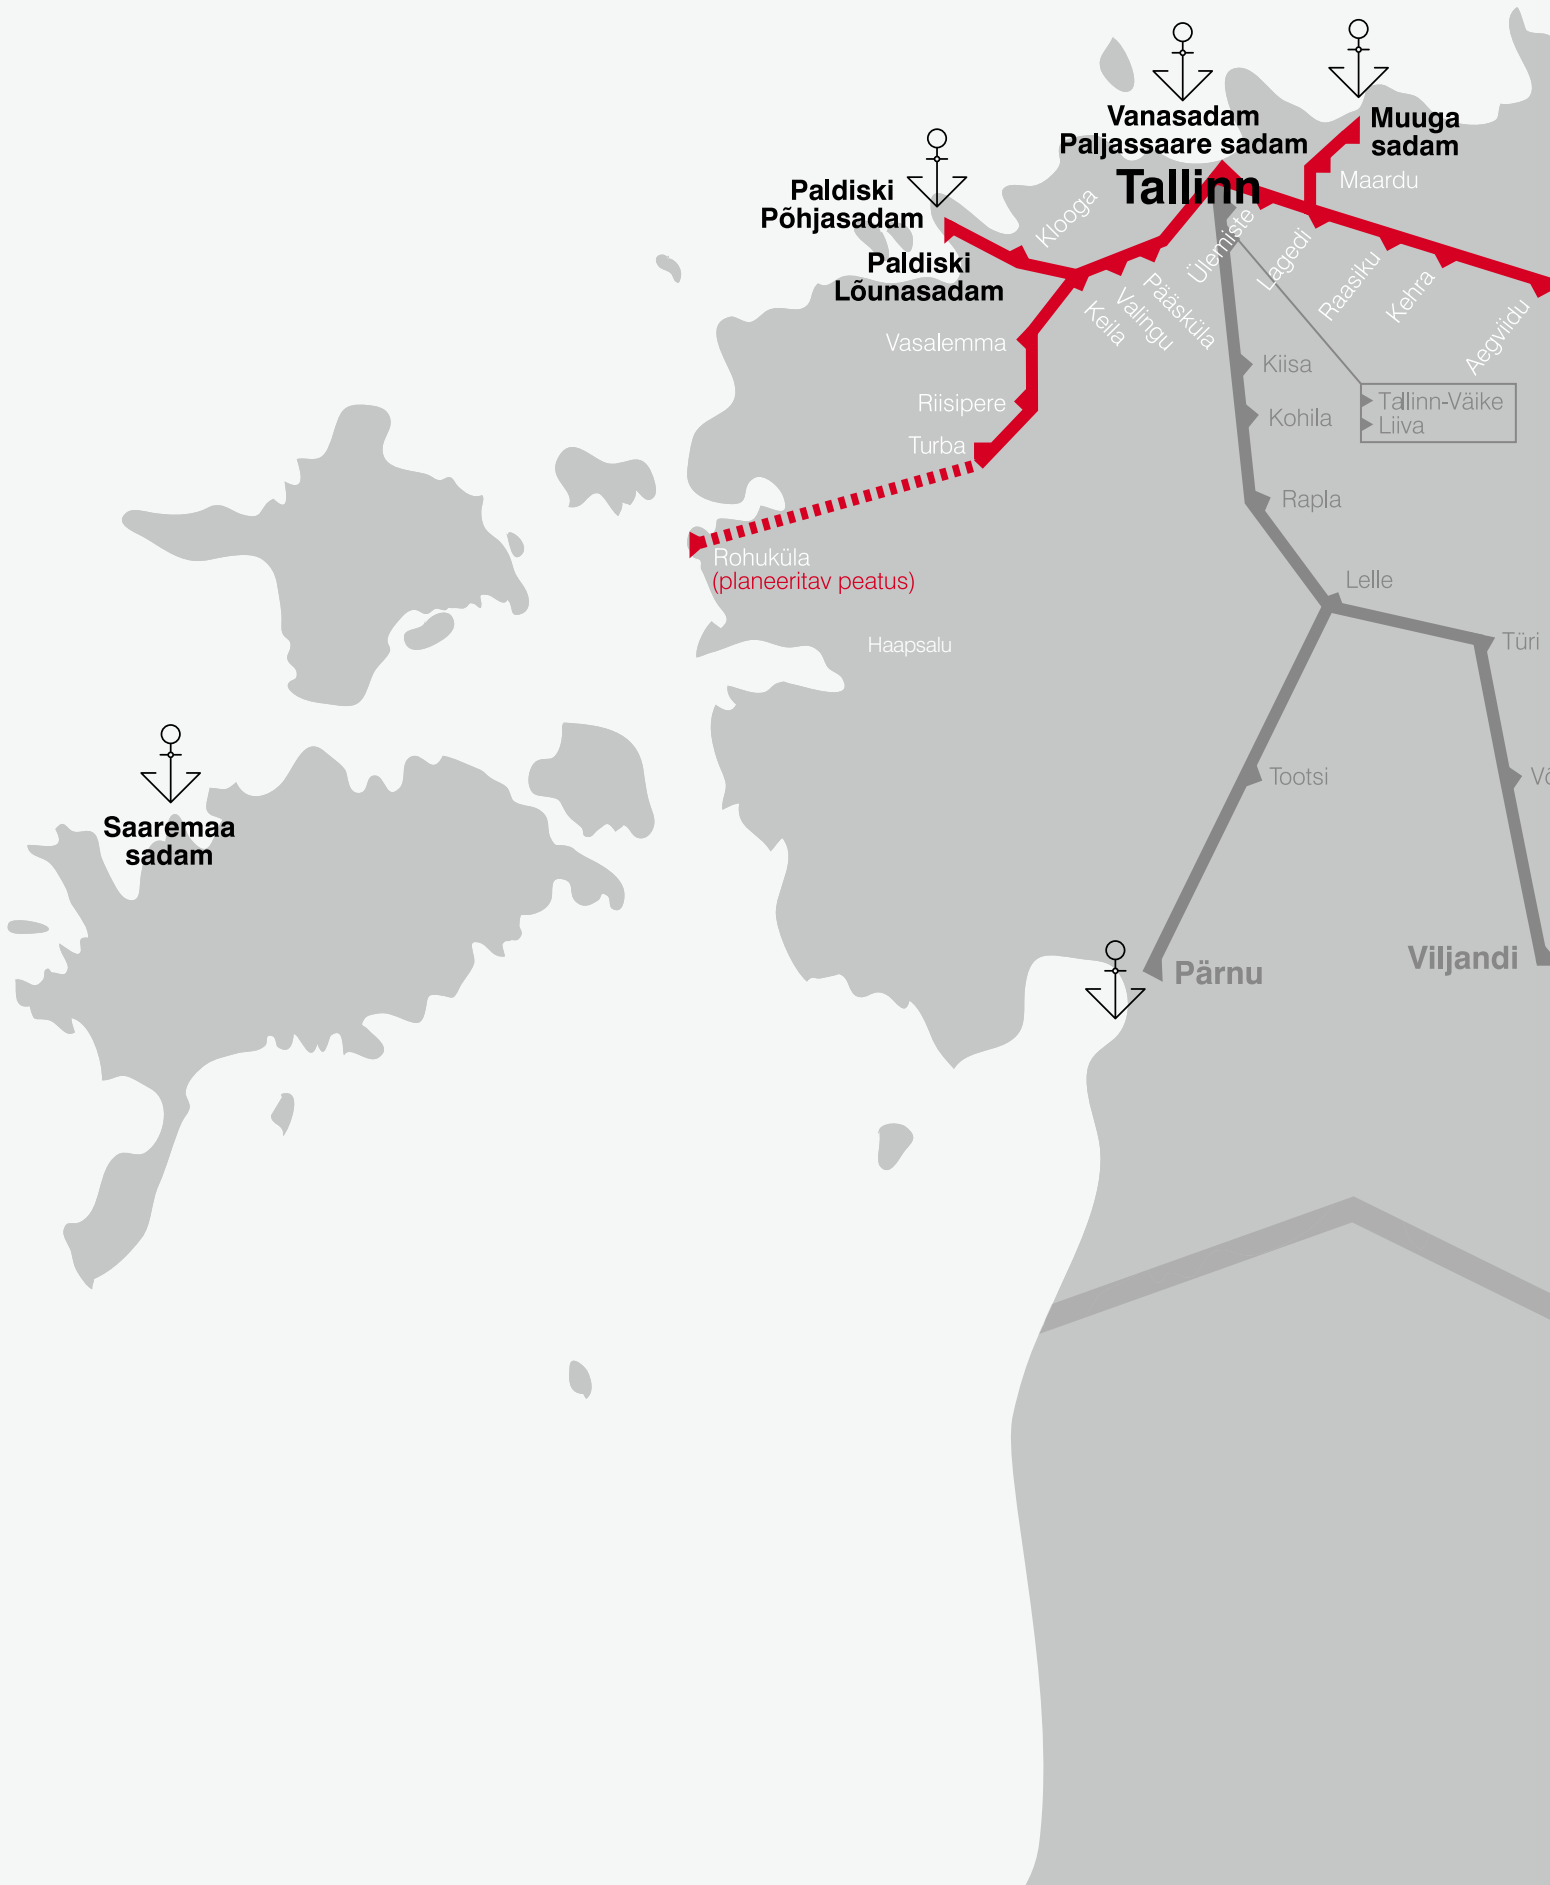 Vanasadam
Paljassaare sadam
Tallinn
Muuga
sadam
Maardu
Paldiski
Põhjasadam
Paldiski
Lõunasadam
Klooga
Keila
Valingu
Pääsküla
Ülemiste
Lagedi
Raasiku
Kehra
Aegviidu
Vasalemma
Riisipere
Turba
Kiisa
Kohila
Tallinn-Väike
Liiva
Rapla
Rohuküla
(planeeritav peatus)
Lelle
Türi
Haapsalu
Tootsi
Saaremaa
sadam
Pärnu
Viljandi